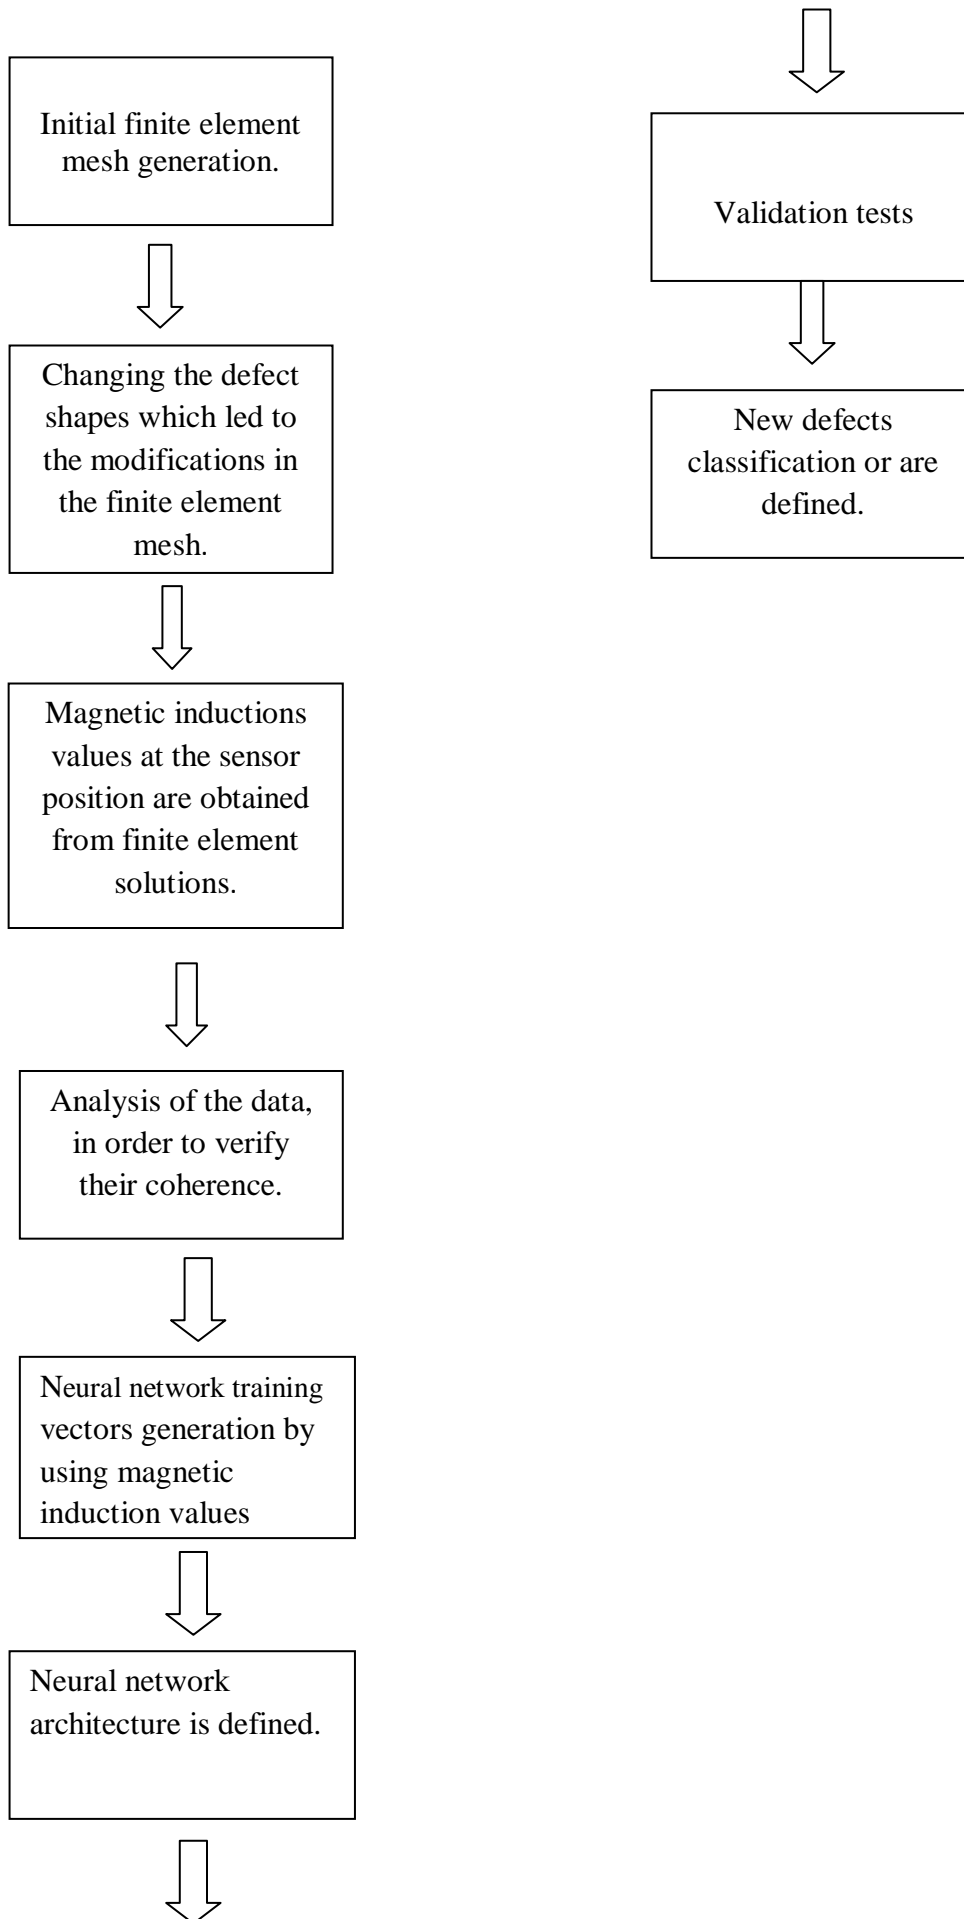 Initial finite element
mesh generation.
Changing the defect
shapes which led to
the modifications in
the finite element
mesh.
Magnetic inductions
values at the sensor
position are obtained
from finite element
solutions.
Analysis of the data,
in order to verify
their coherence.
Neural network training
vectors generation by
using magnetic
induction values
Neural network
architecture is defined.
Validation tests
New defects
classification or are
defined.